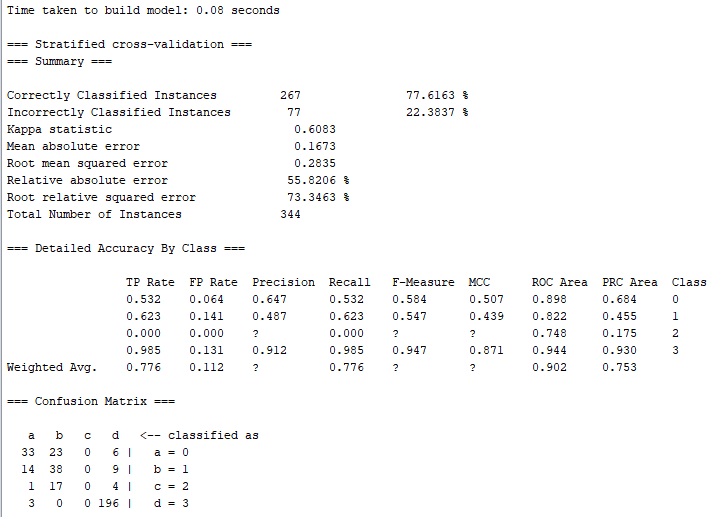 Time taken to build model: 0.08 seconds
=== Stratified cross-validation ===
=== Summary ===
Correctly Classified Instances         267               77.6163 %
Incorrectly Classified Instances        77               22.3837 %
Kappa statistic                          0.6083
Mean absolute error                      0.1673
Root mean squared error                  0.2835
Relative absolute error                 55.8206 %
Root relative squared error             73.3463 %
Total Number of Instances              344
=== Detailed Accuracy By Class ===
                 TP Rate  FP Rate  Precision  Recall   F-Measure  MCC      ROC Area  PRC Area  Class
                 0.532    0.064    0.647      0.532    0.584      0.507    0.898     0.684     0
                 0.623    0.141    0.487      0.623    0.547      0.439    0.822     0.455     1
                 0.000    0.000    ?          0.000    ?          ?        0.748     0.175     2
                 0.985    0.131    0.912      0.985    0.947      0.871    0.944     0.930     3
Weighted Avg.    0.776    0.112    ?          0.776    ?          ?        0.902     0.753
=== Confusion Matrix ===
   a   b   c   d   <-- classified as
  33  23   0   6 |   a = 0
  14  38   0   9 |   b = 1
   1  17   0   4 |   c = 2
   3   0   0 196 |   d = 3